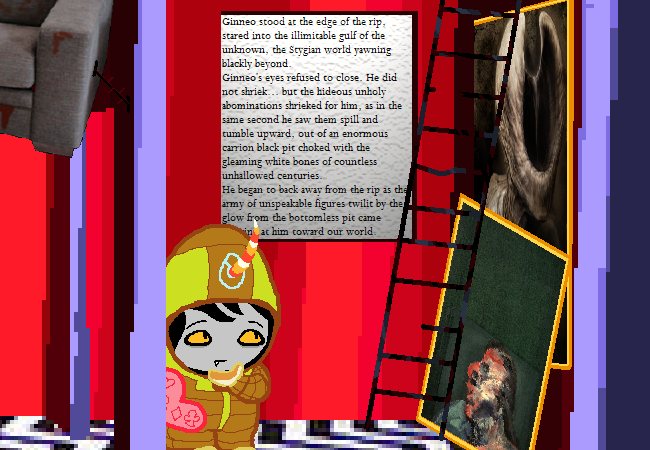 Ginneo stood at the edge of the rip,
stared into the illimitable gulf of the
unknown, the Stygian world yawning
blackly beyond.
Ginneo's eyes refused to close. He did
not shriek... but the hideous unholy
abominations shrieked for him, as in the
same second he saw them spill and
tumble upward, out of an enormous
carrion black pit choked with the
gleaming white bones of countless
unhallowed centuries.
He began to back away from the rip as the
army of unspeakable figures twilit by the
glow from the bottomless pit came
at him toward our world.